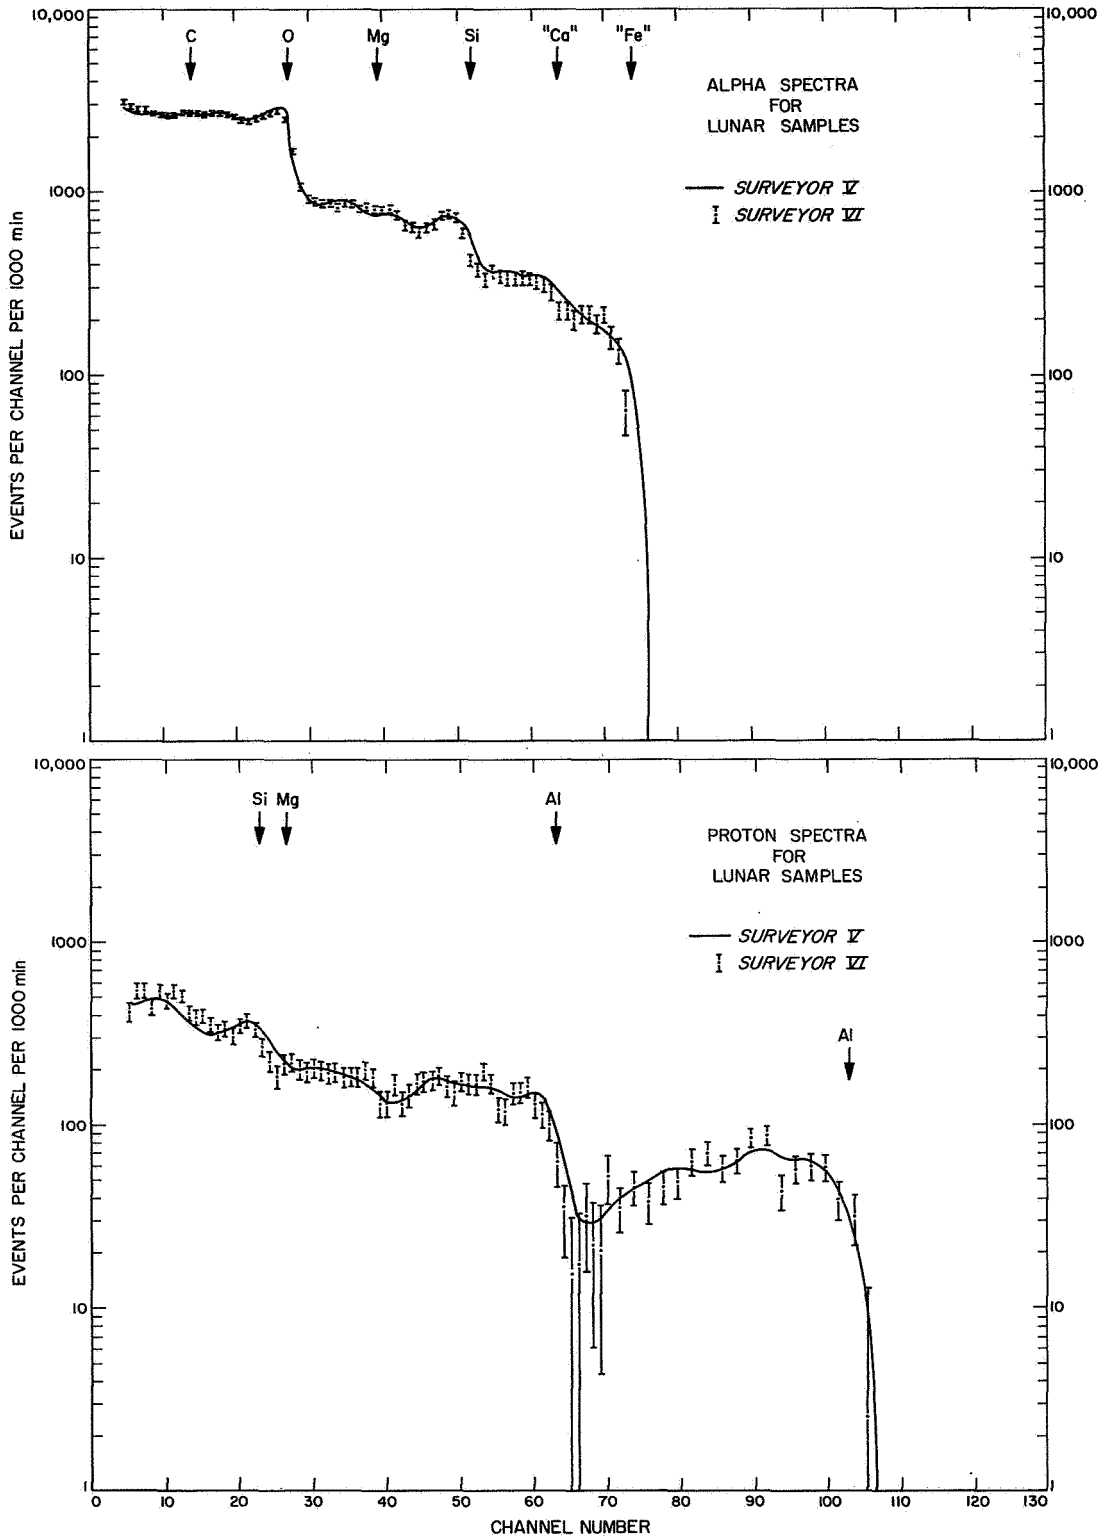 10,000
10,000
C
O
Mg
Si
"Ca"
"Fe"
ALPHA SPECTRA
FOR
LUNAR SAMPLES
SURVEYOR V
SURVEYOR VI
1000
1000
100
100
10
10
1
1
EVENTS PER CHANNEL PER 1000 min
10,000
10,000
Si
Mg
Al
PROTON SPECTRA
FOR
LUNAR SAMPLES
SURVEYOR V
SURVEYOR VI
Al
1000
1000
100
100
10
10
1
1
EVENTS PER CHANNEL PER 1000 min
0 10 20 30 40 50 60 70 80 90 100 110 120 130
CHANNEL NUMBER